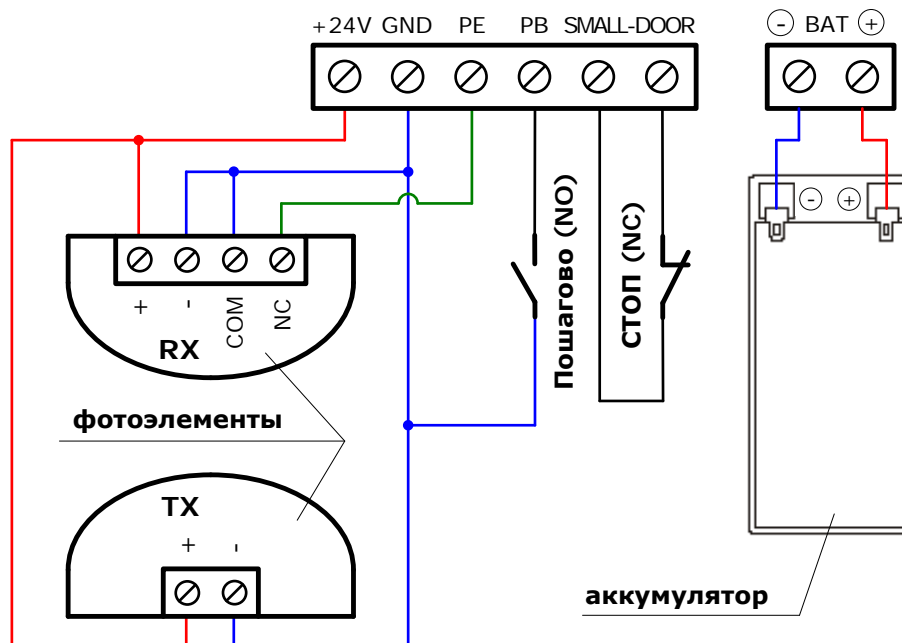 +24V GND PE PB SMALL-DOOR
- BAT +
- +
Пошагово (NO)
СТОП (NC)
+ - COM NC
RX
фотоэлементы
TX
+ -
аккумулятор